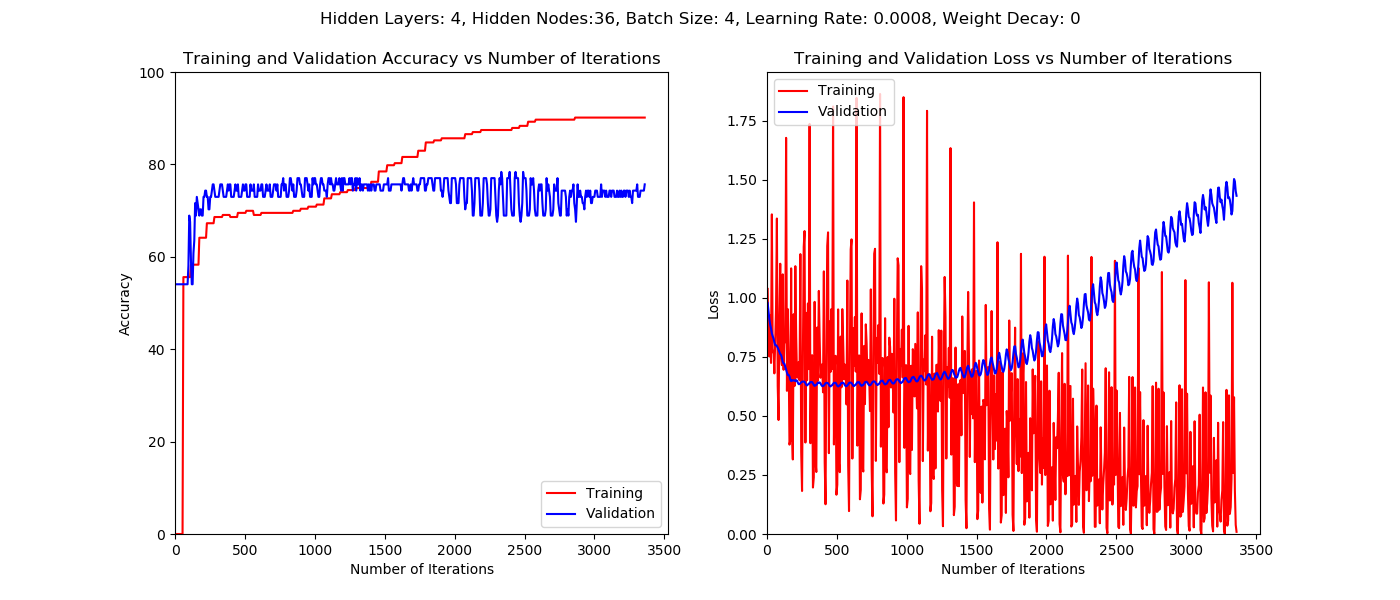 Hidden Layers: 4, Hidden Nodes:36, Batch Size: 4, Learning Rate: 0.0008, Weight Decay: 0
Training and Validation Accuracy vs Number of Iterations
100
80
60
40
20
0
Accuracy
0 500 1000 1500 2000 2500 3000 3500
Number of Iterations
Training
Validation
Training and Validation Loss vs Number of Iterations
Training
Validation
1.75
1.50
1.25
1.00
0.75
0.50
0.25
0.00
Loss
0 500 1000 1500 2000 2500 3000 3500
Number of Iterations